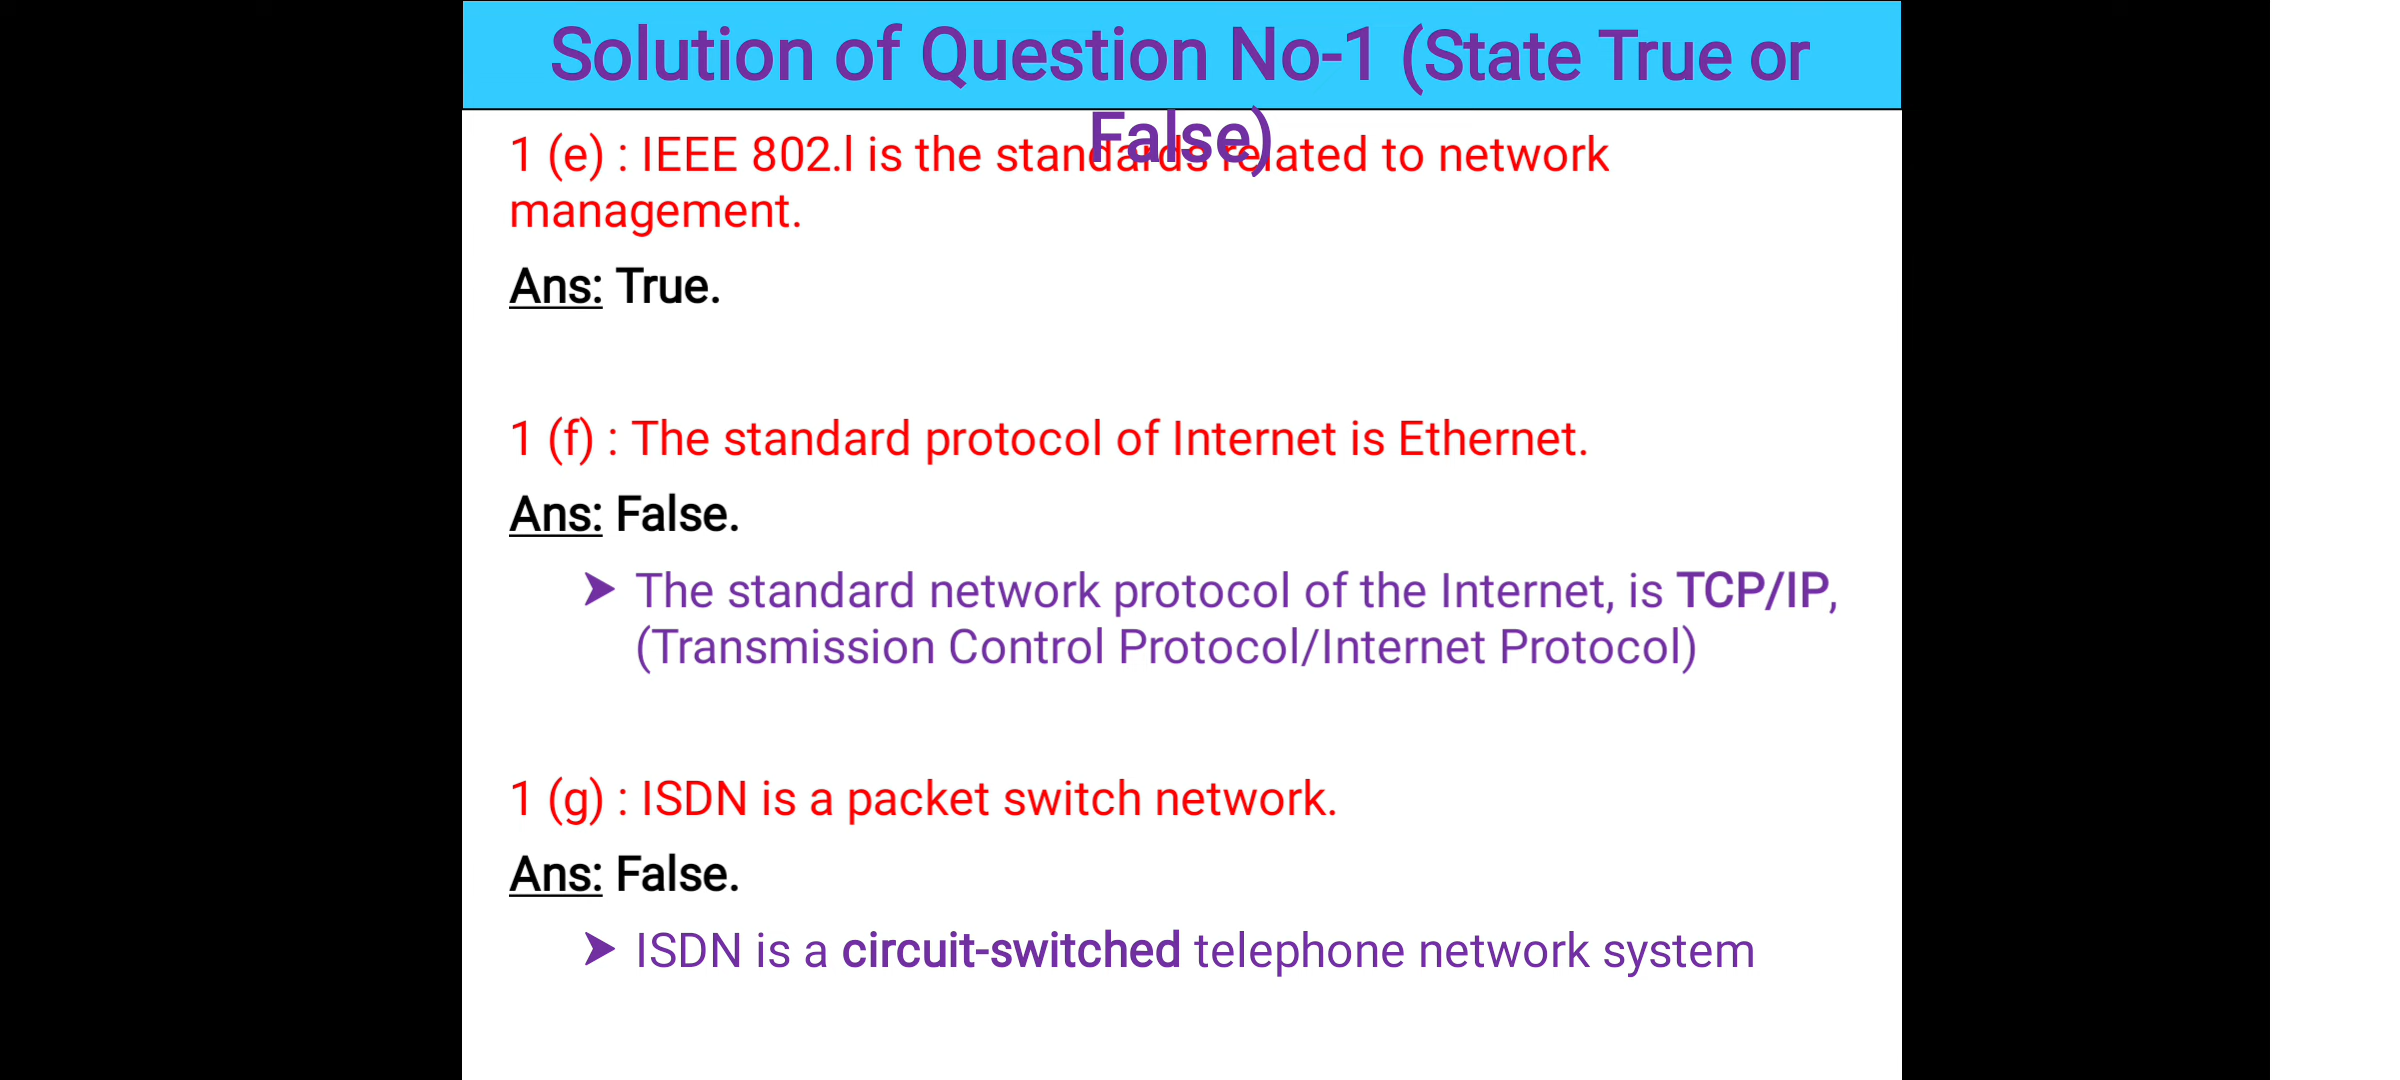 Solution of Question No-1 (State True or
False)
1 (e) : IEEE 802.l is the standards related to network
management.
Ans: True.
1 (f) : The standard protocol of Internet is Ethernet.
Ans: False.
➤ The standard network protocol of the Internet, is TCP/IP,
(Transmission Control Protocol/Internet Protocol)
1 (g) : ISDN is a packet switch network.
Ans: False.
➤ ISDN is a circuit-switched telephone network system